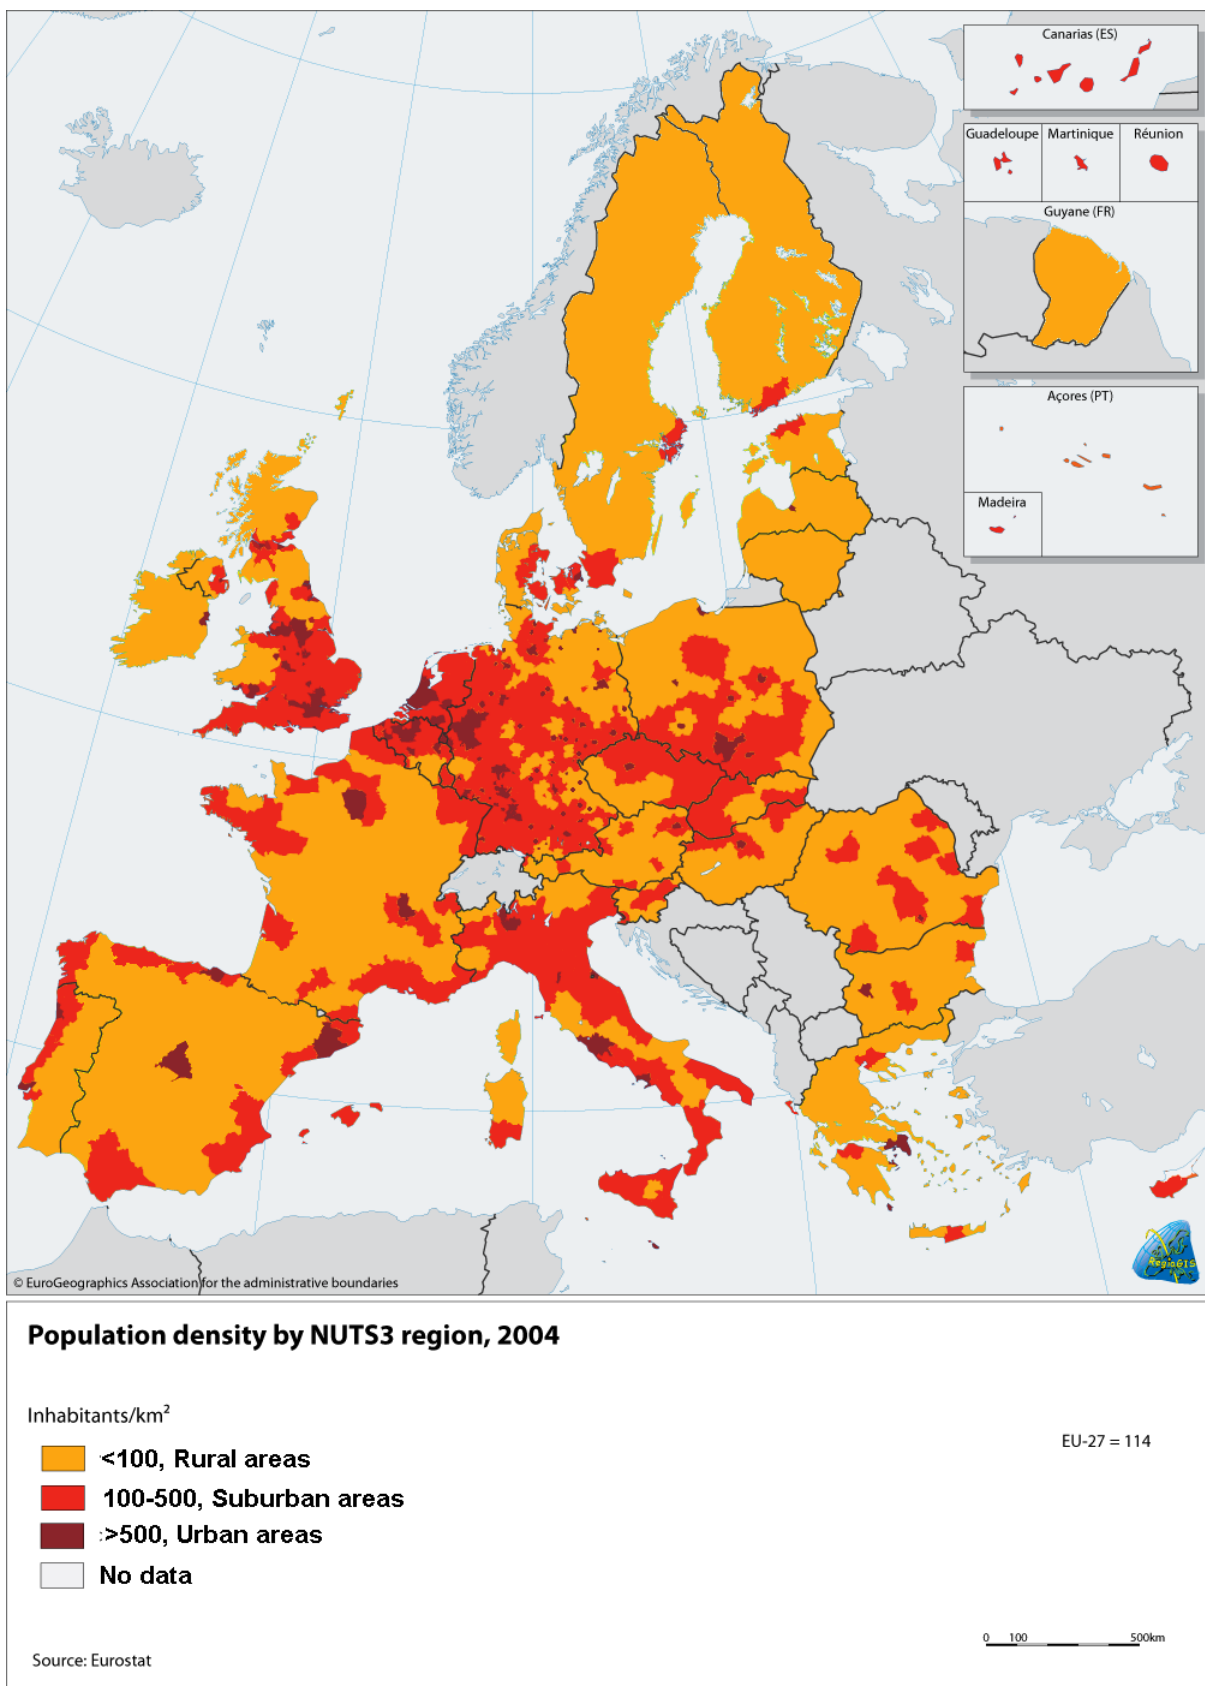 Canarias (ES)
Guadeloupe
Martinique
Réunion
Guyane (FR)
Açores (PT)
Madeira
RegioGIS
© EuroGeographics Association for the administrative boundaries
Population density by NUTS3 region, 2004
Inhabitants/km²
<100, Rural areas
100-500, Suburban areas
:>500, Urban areas
No data
EU-27 = 114
0 100 500km
Source: Eurostat